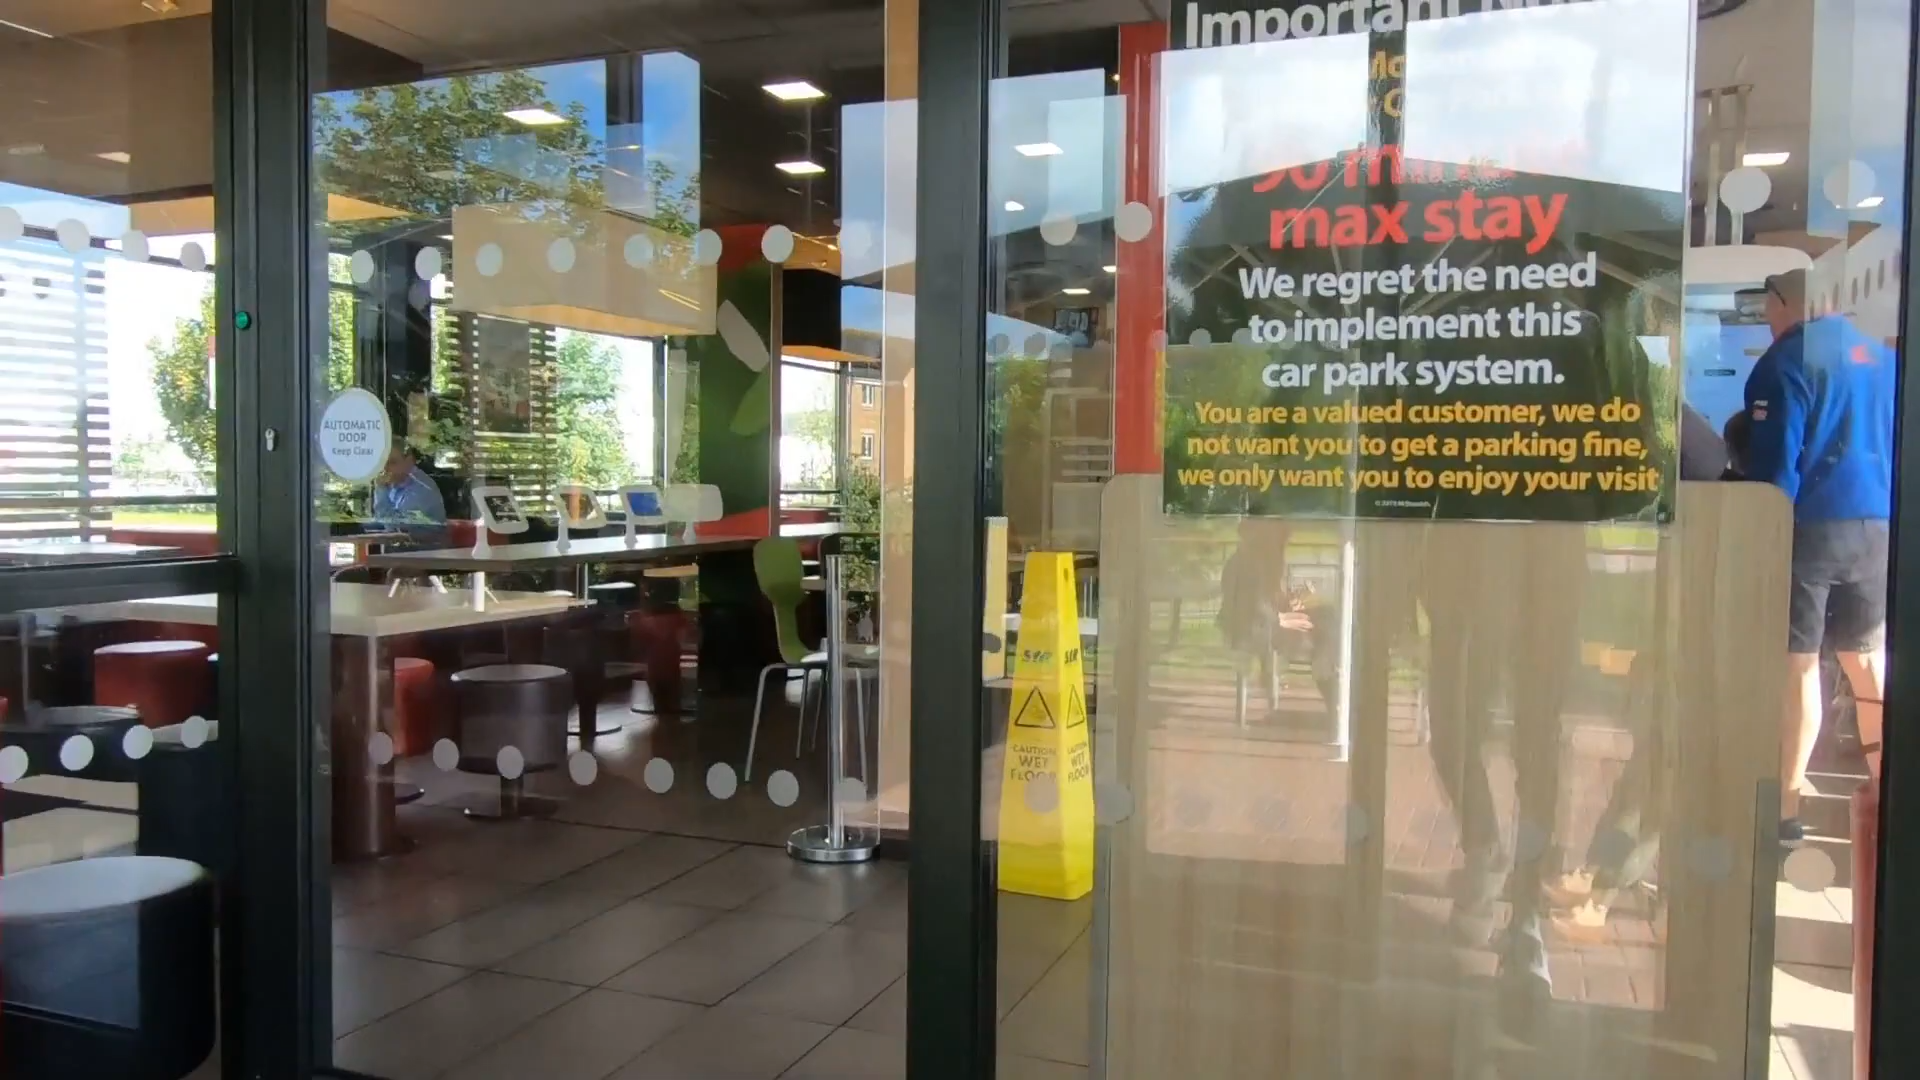 Important
max stay
We regret the need
to implement this
car park system.
You are a valued customer, we do
not want you to get a parking fine,
we only want you to enjoy your visit
AUTOMATIC
DOOR
Keep Clear
CAUTION
WET
FLOOR